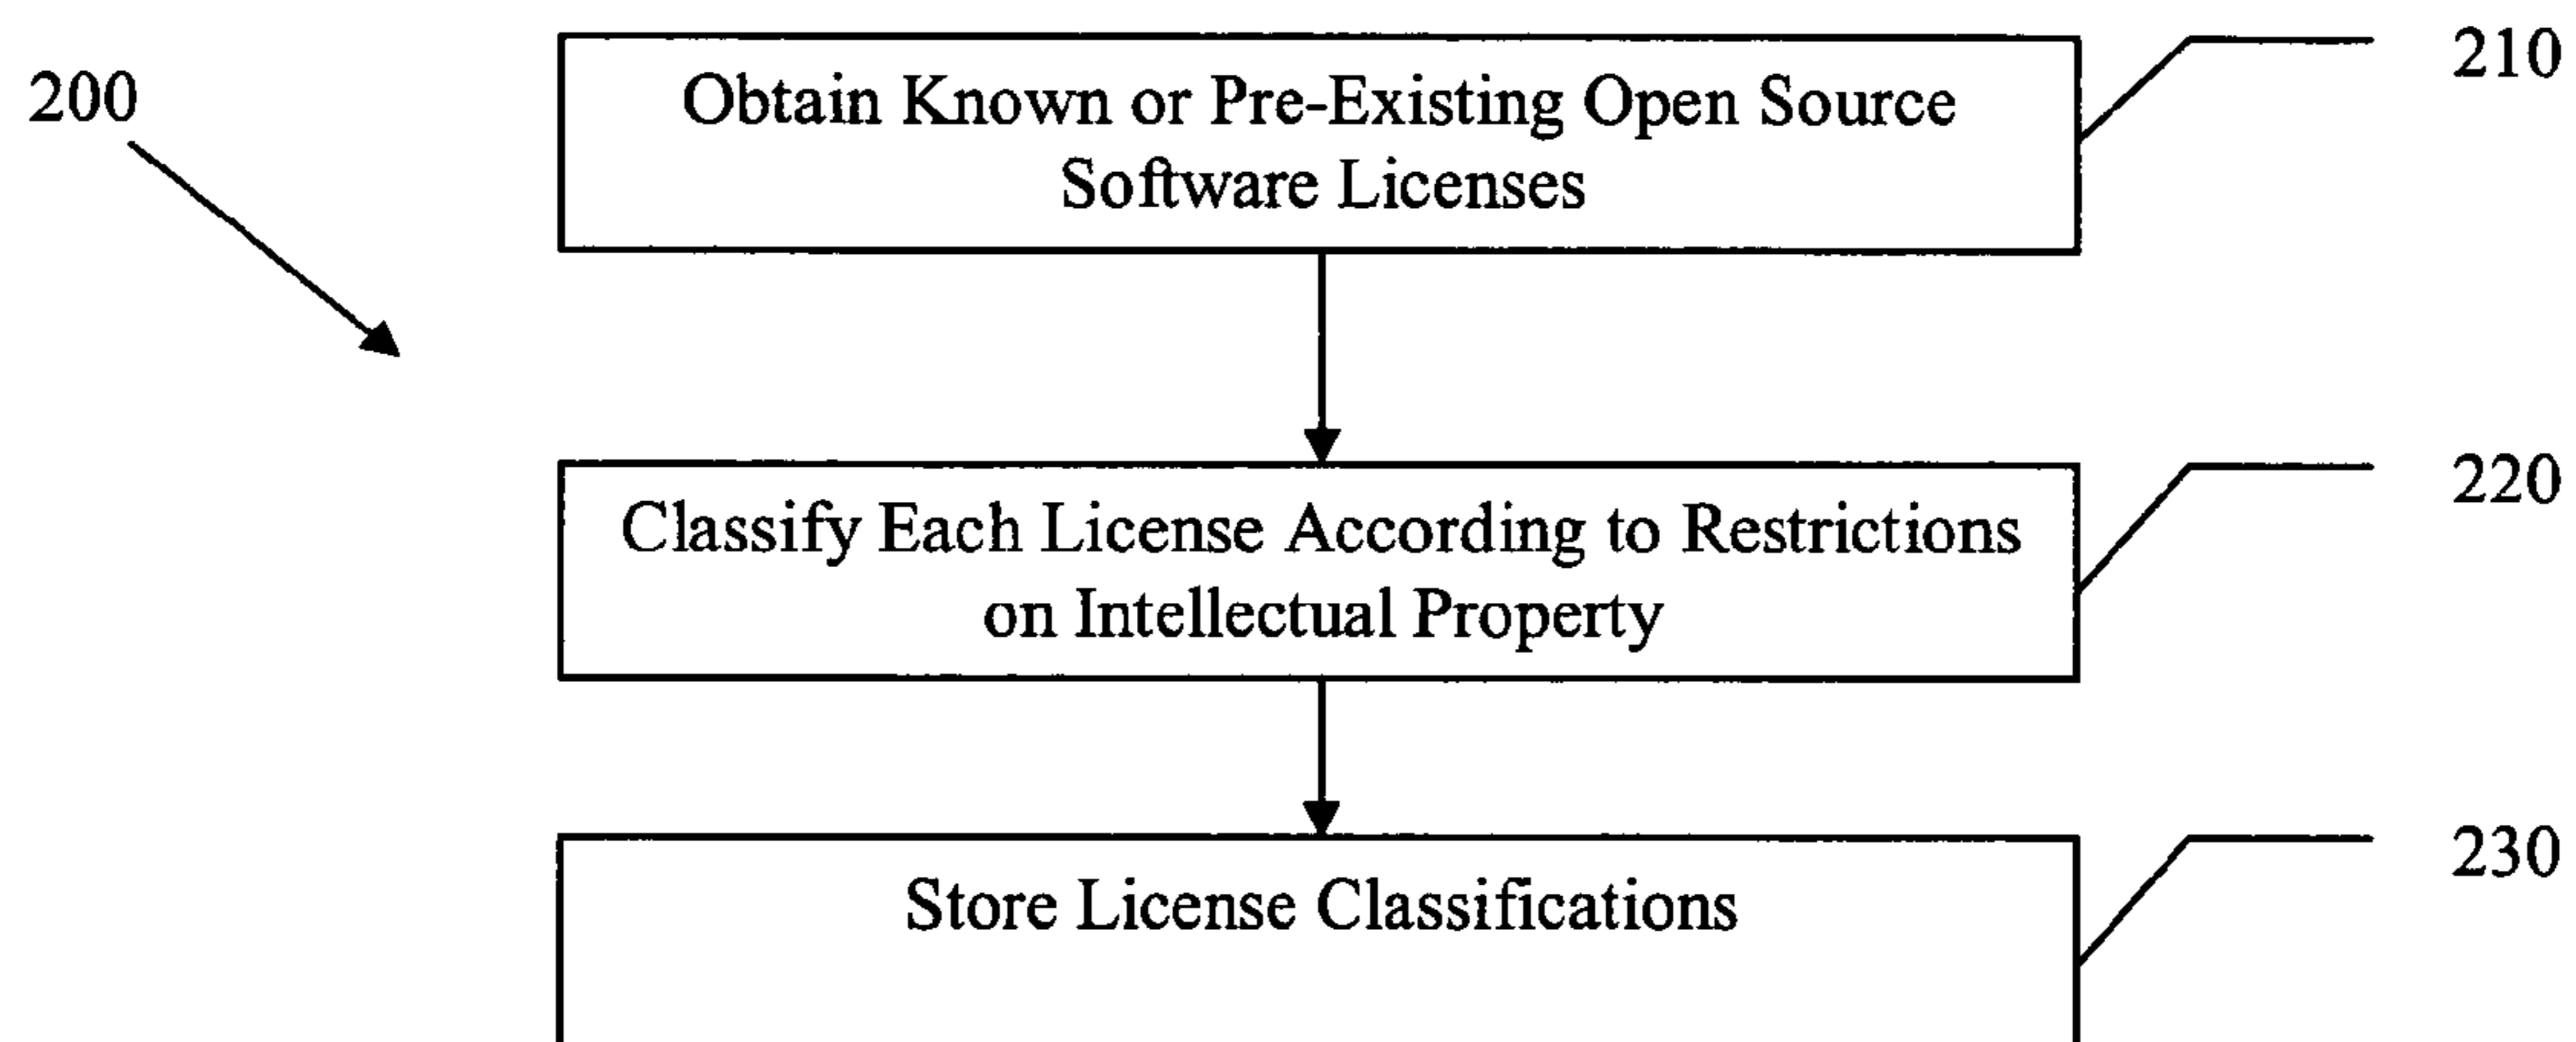 200
Obtain Known or Pre-Existing Open Source
Software Licenses
210
Classify Each License According to Restrictions
on Intellectual Property
220
Store License Classifications
230